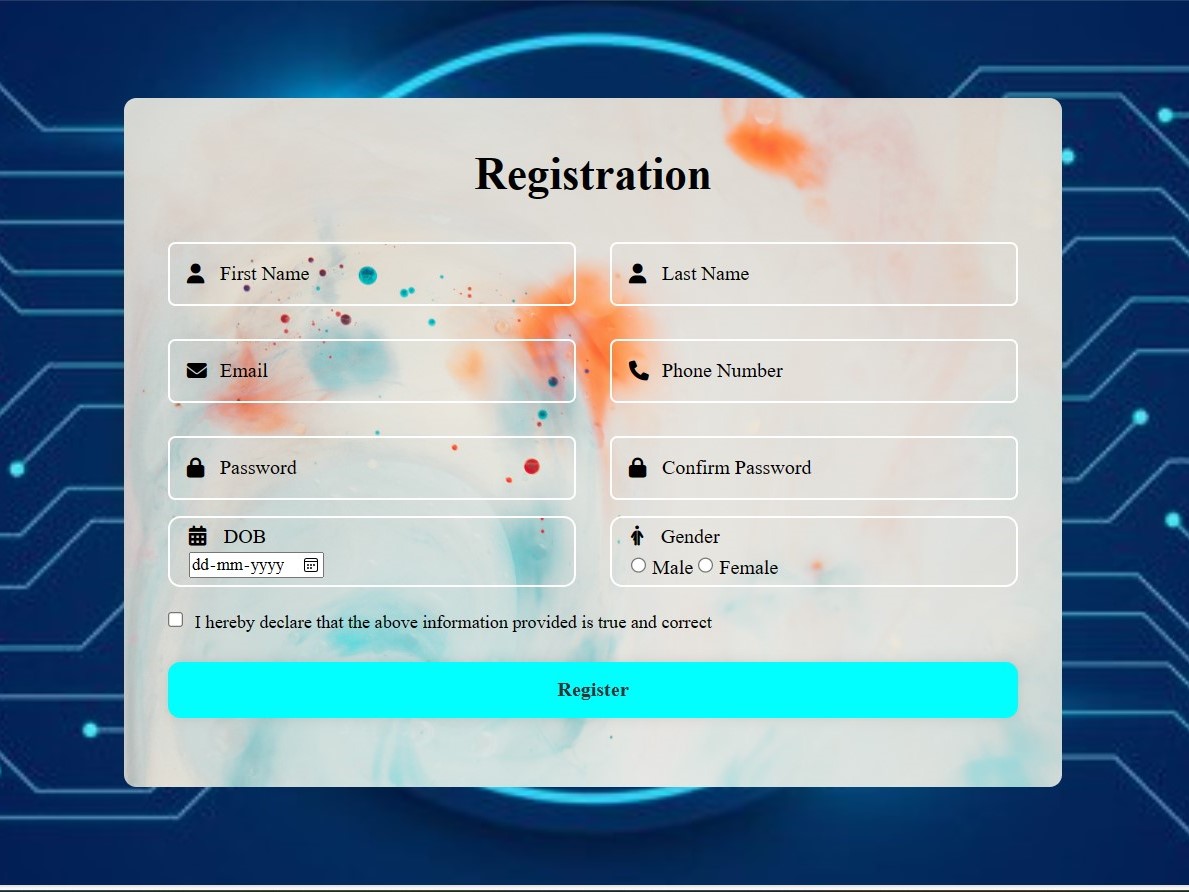 Registration
First Name
Last Name
Email
Phone Number
Password
Confirm Password
DOB
Gender
dd-mm-yyyy
Male Female
I hereby declare that the above information provided is true and correct
Register